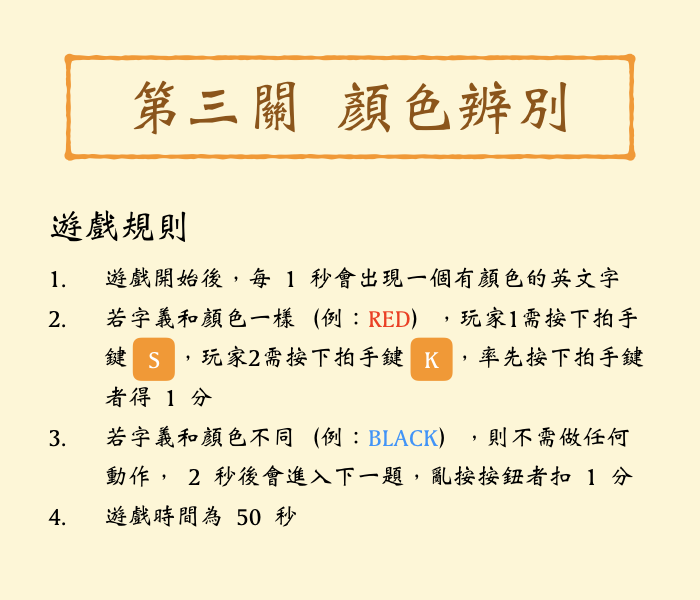 第三關 顏色辨別
遊戲規則
1. 遊戲開始後，每 1 秒會出現一個有顏色的英文字
2. 若字義和顏色一樣 (例：RED) ，玩家1需按下拍手
鍵 S ，玩家2需按下拍手鍵 K ，率先按下拍手鍵
者得 1 分
3. 若字義和顏色不同 (例：BLACK) ，則不需做任何
動作， 2 秒後會進入下一題，亂按按鈕者扣 1 分
4. 遊戲時間為 50 秒